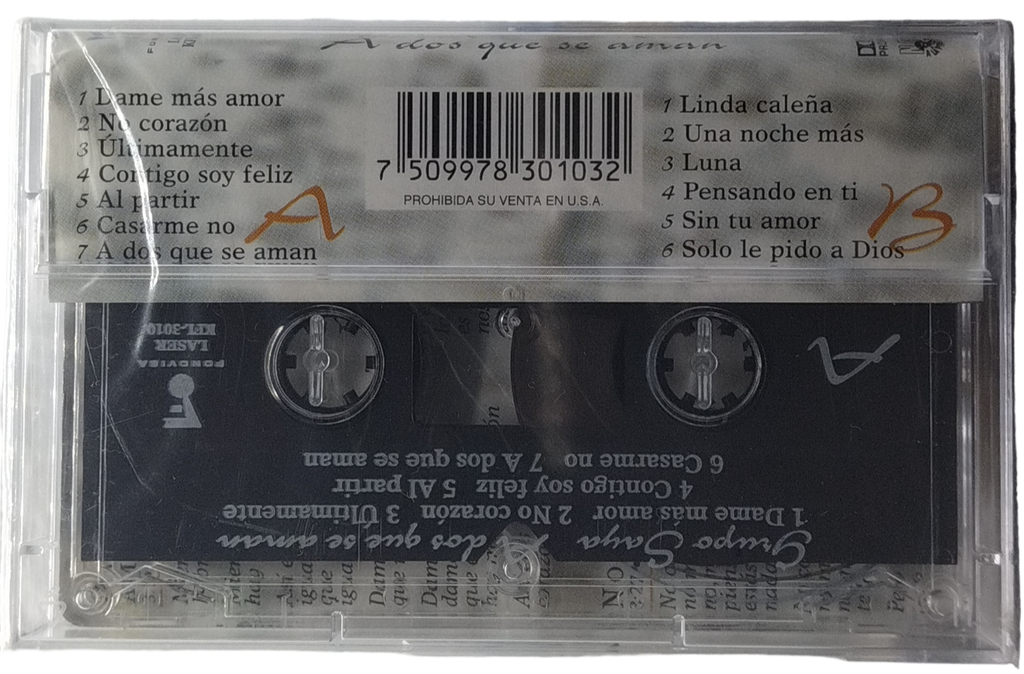 A dos que se aman
1 Dame más amor
2 No corazón
3 Últimamente
4 Contigo soy feliz
5 Al partir
6 Casarme no
7 A dos que se aman
A
7 509978 301032
PROHIBIDA SU VENTA EN U.S.A.
1 Linda caleña
2 Una noche más
3 Luna
4 Pensando en ti
5 Sin tu amor
6 Solo le pido a Dios
B
Grupo Saya A dos que se aman
1 Dame más amor 2 No corazón 3 Últimamente
4 Contigo soy feliz 5 Al partir
6 Casarme no 7 A dos que se aman
A
FONOVISA
LASER